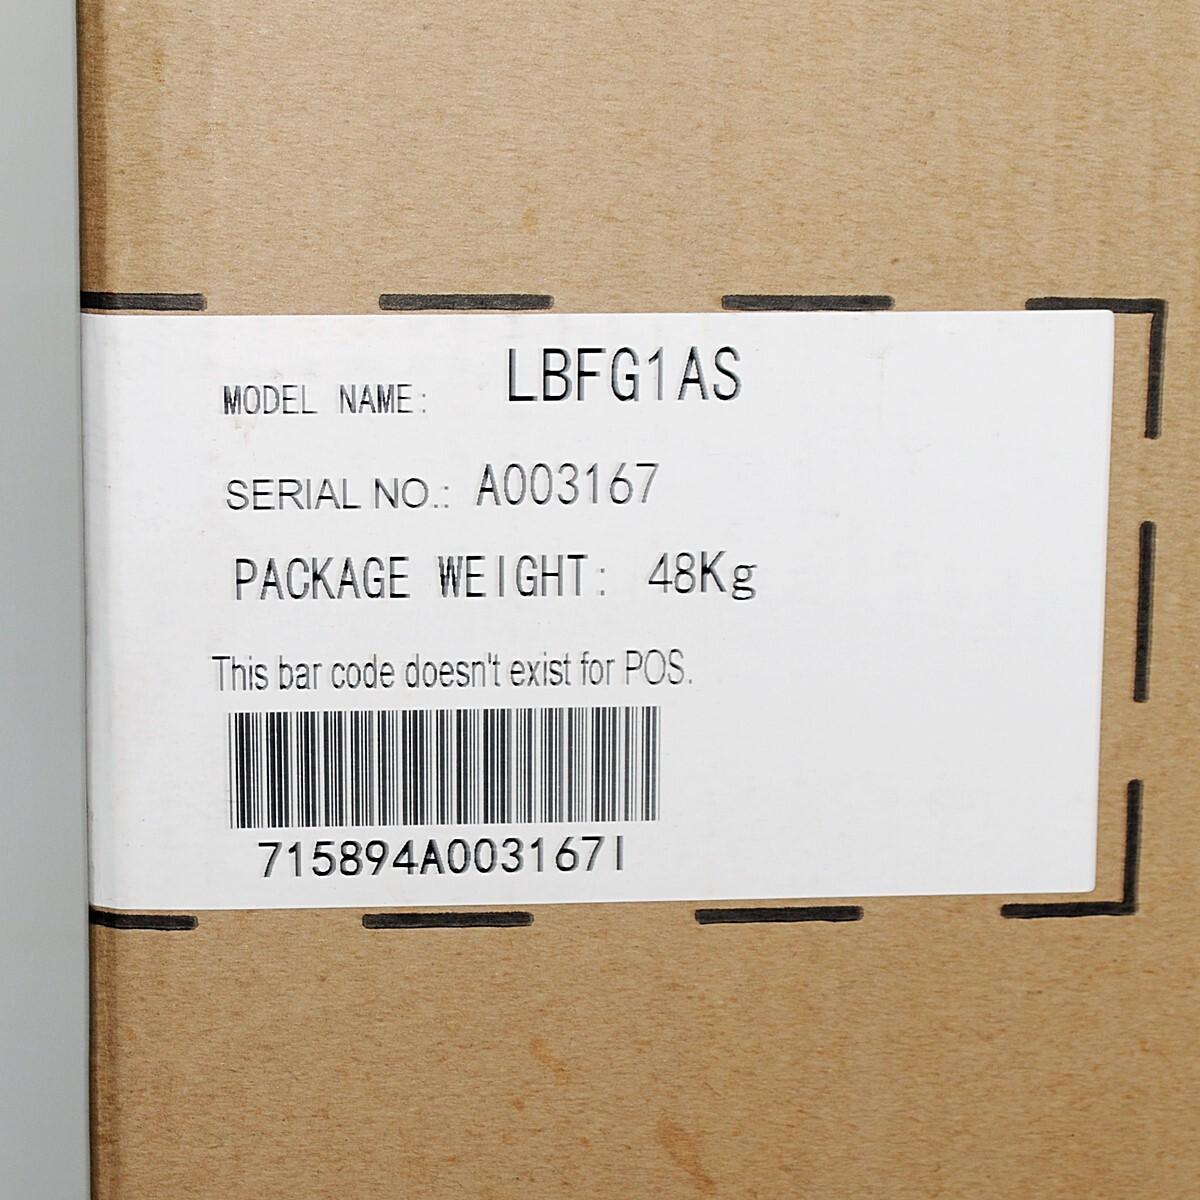 MODEL NAME: LBFG1AS
SERIAL NO.: A003167
PACKAGE WEIGHT: 48Kg
This bar code doesn't exist for POS.
715894A003167I